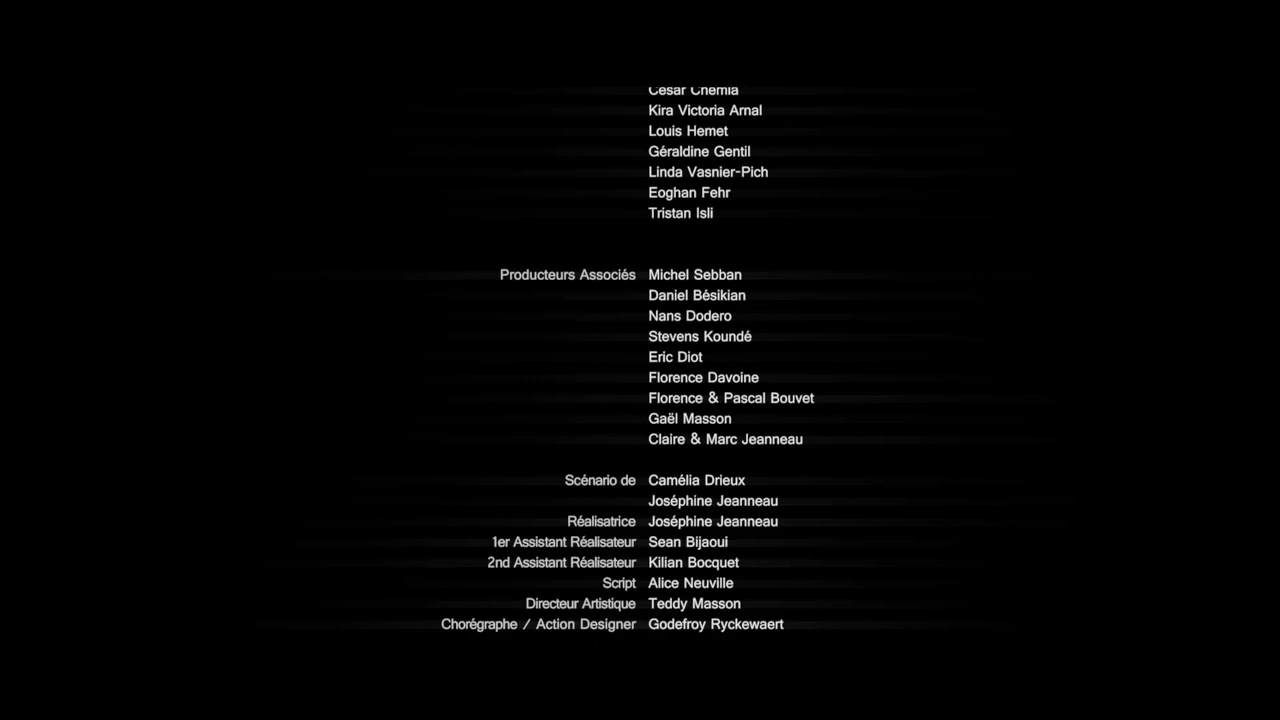 César Chemla
Kira Victoria Arnal
Louis Hemet
Géraldine Gentil
Linda Vasnier-Pich
Eoghan Fehr
Tristan Isli
Producteurs Associés Michel Sebban
Daniel Bésikian
Nans Dodero
Stevens Koundé
Eric Diot
Florence Davoine
Florence & Pascal Bouvet
Gaël Masson
Claire & Marc Jeanneau
Scénario de Camélia Drieux
Joséphine Jeanneau
Réalisatrice Joséphine Jeanneau
1er Assistant Réalisateur Sean Bijaoui
2nd Assistant Réalisateur Kilian Bocquet
Script Alice Neuville
Directeur Artistique Teddy Masson
Chorégraphe / Action Designer Godefroy Ryckewaert